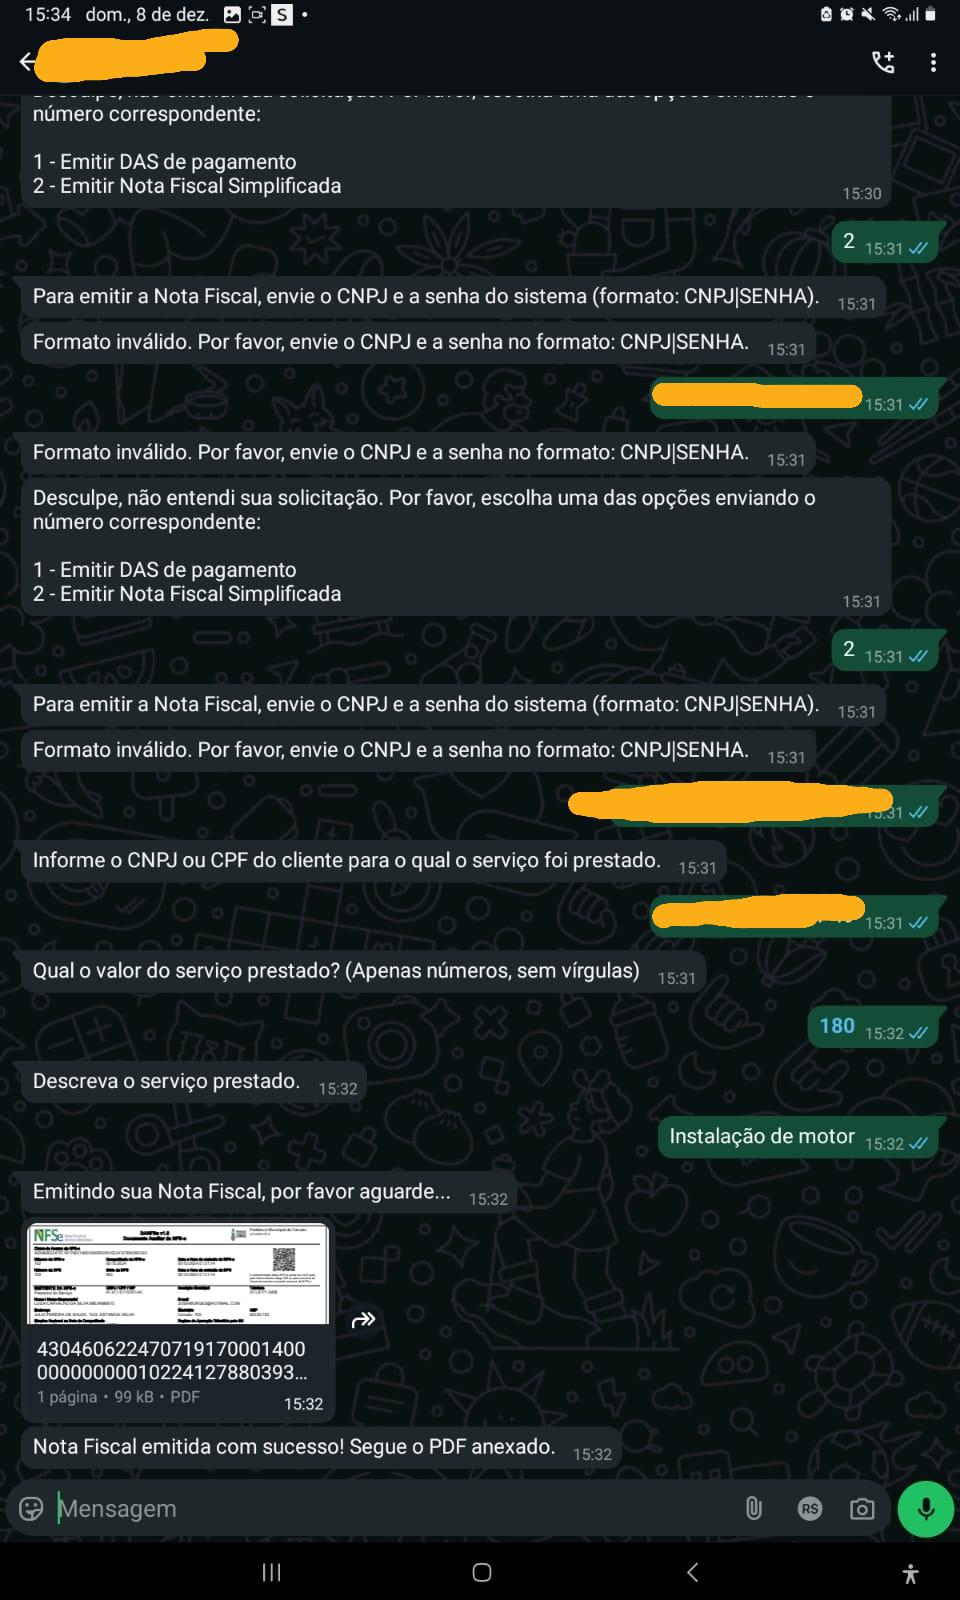 15:34 dom., 8 de dez. S
número correspondente:
1 - Emitir DAS de pagamento
2 - Emitir Nota Fiscal Simplificada
15:30
2 15:31
Para emitir a Nota Fiscal, envie o CNPJ e a senha do sistema (formato: CNPJ|SENHA). 15:31
Formato inválido. Por favor, envie o CNPJ e a senha no formato: CNPJ|SENHA. 15:31
15:31
Formato inválido. Por favor, envie o CNPJ e a senha no formato: CNPJ|SENHA. 15:31
Desculpe, não entendi sua solicitação. Por favor, escolha uma das opções enviando o
número correspondente:
1 - Emitir DAS de pagamento
2 - Emitir Nota Fiscal Simplificada
15:31
2 15:31
Para emitir a Nota Fiscal, envie o CNPJ e a senha do sistema (formato: CNPJ|SENHA). 15:31
Formato inválido. Por favor, envie o CNPJ e a senha no formato: CNPJ|SENHA. 15:31
15:31
Informe o CNPJ ou CPF do cliente para o qual o serviço foi prestado. 15:31
15:31
Qual o valor do serviço prestado? (Apenas números, sem vírgulas) 15:31
180 15:32
Descreva o serviço prestado. 15:32
Instalação de motor 15:32
Emitindo sua Nota Fiscal, por favor aguarde... 15:32
NFSe
430460622470719170001400
000000000102241278803​93...
1 página • 99 kB • PDF
15:32
Nota Fiscal emitida com sucesso! Segue o PDF anexado. 15:32
Mensagem
R$